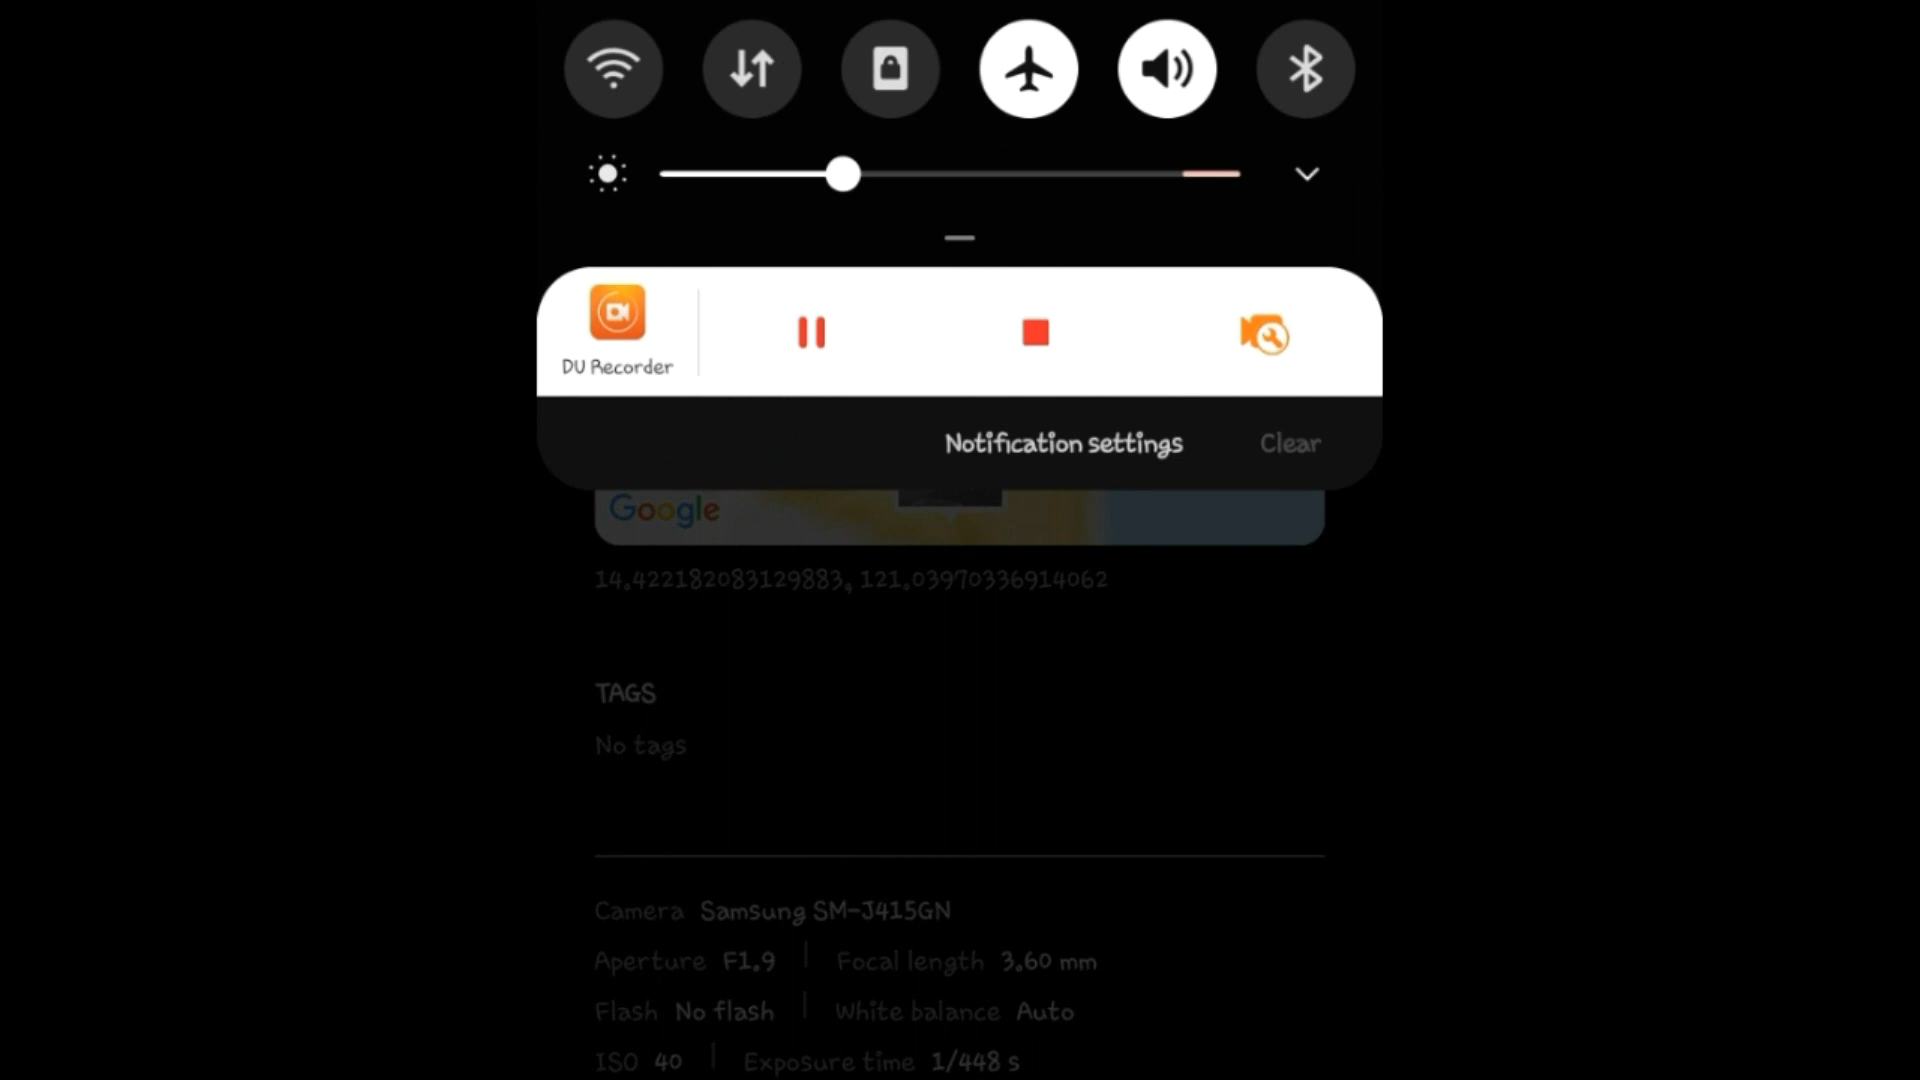 DU Recorder
Notification settings Clear
Google
14.422182083129883, 121.03970336914062
TAGS
No tags
Camera Samsung SM-J415GN
Aperture F1.9 | Focal length 3.60 mm
Flash No flash | White balance Auto
ISO 40 | Exposure time 1/448 s